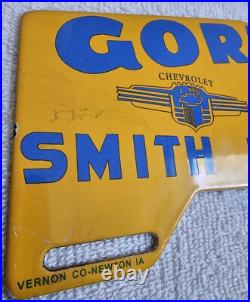 GOR
CHEVROLET
SMITH
VERNON CO-NEWTON IA